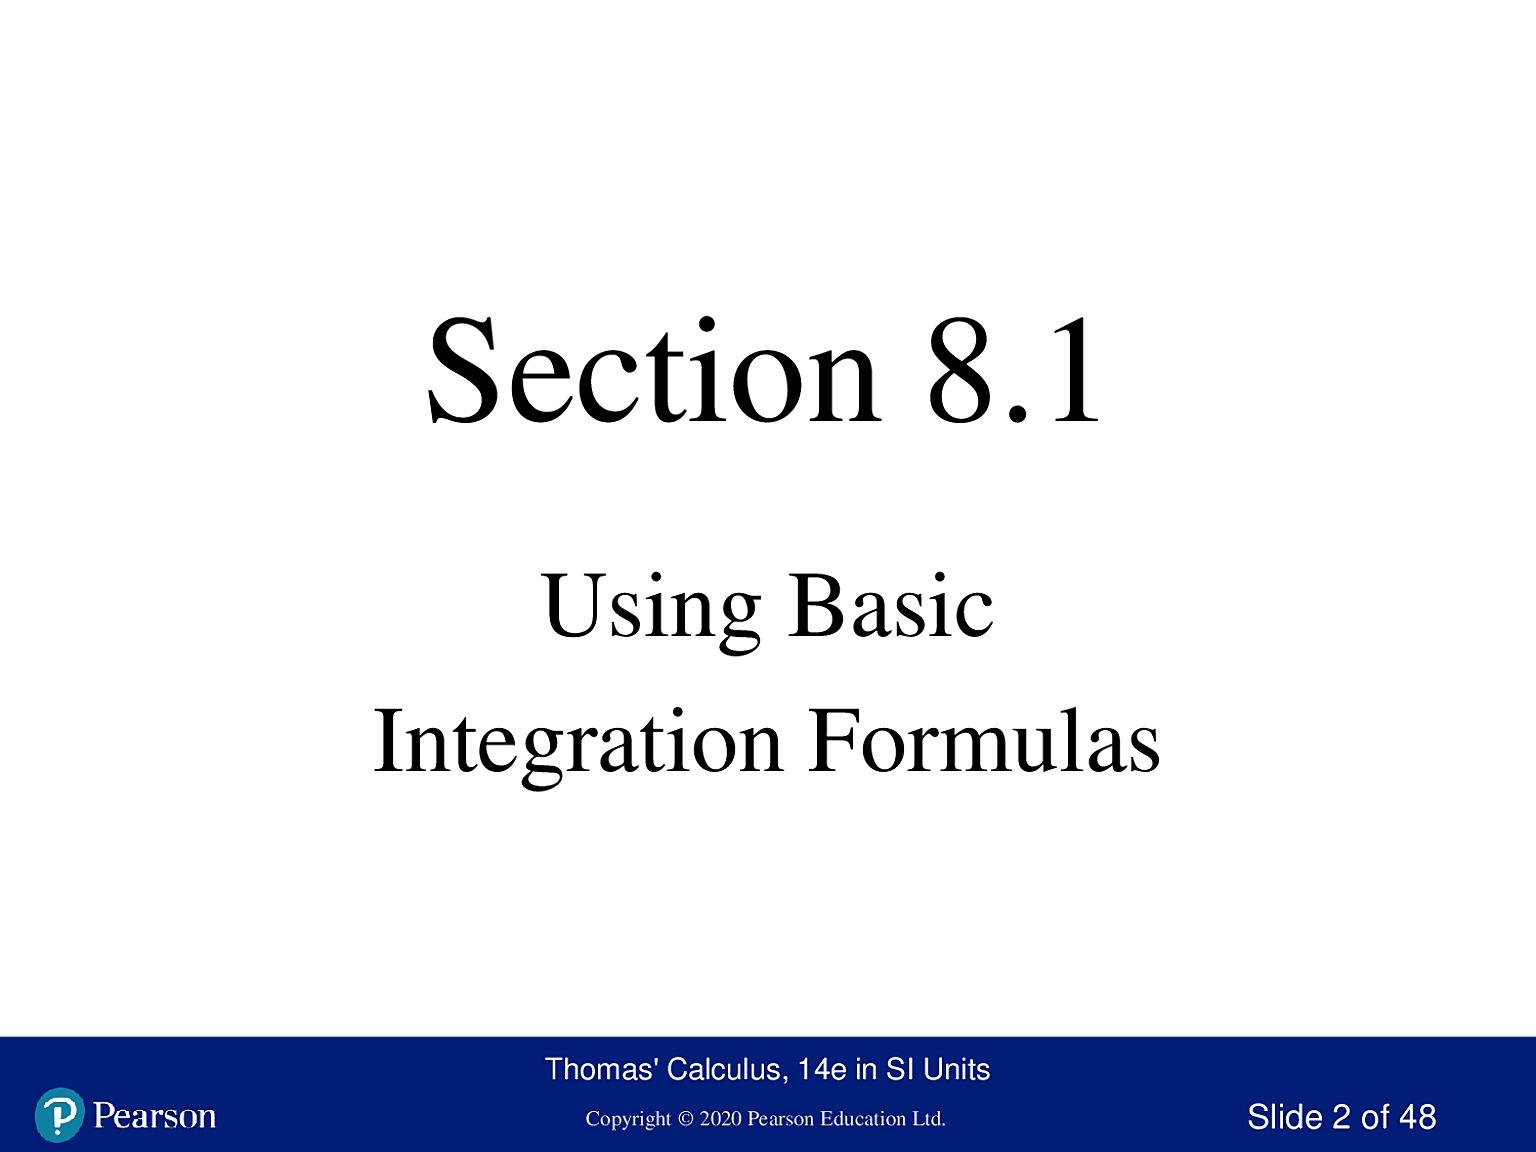 Section 8.1
Using Basic
Integration Formulas
Thomas' Calculus, 14e in SI Units
Pearson
Copyright © 2020 Pearson Education Ltd.
Slide 2 of 48